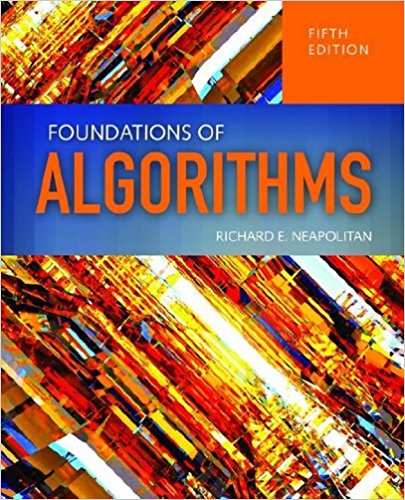 FIFTH
EDITION
FOUNDATIONS OF
ALGORITHMS
RICHARD E. NEAPOLITAN